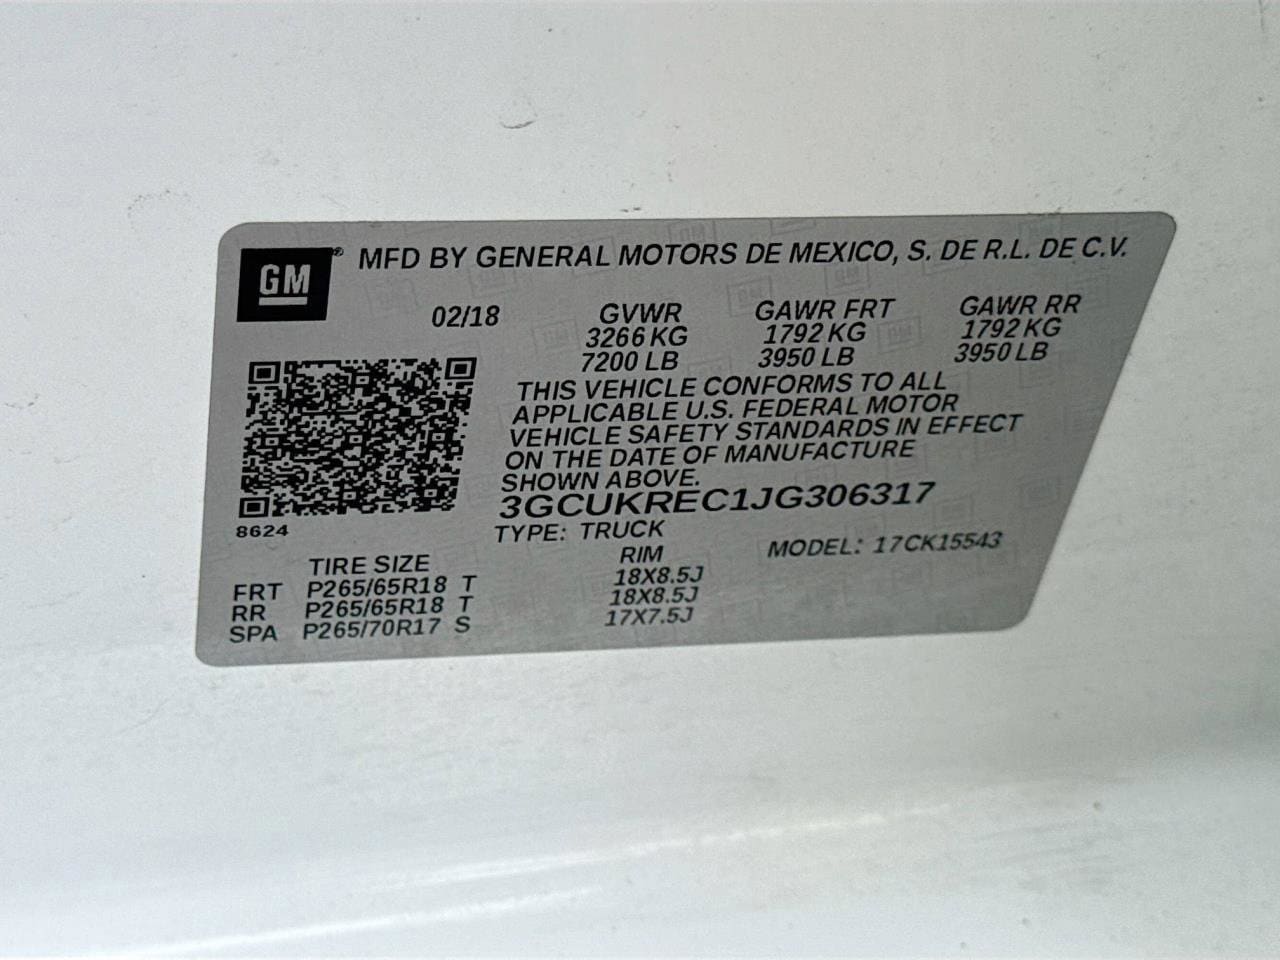 GM® MFD BY GENERAL MOTORS DE MEXICO, S. DE R.L. DE C.V.
02/18 GVWR GAWR FRT GAWR RR
3266 KG 1792 KG 1792 KG
7200 LB 3950 LB 3950 LB
THIS VEHICLE CONFORMS TO ALL
APPLICABLE U.S. FEDERAL MOTOR
VEHICLE SAFETY STANDARDS IN EFFECT
ON THE DATE OF MANUFACTURE
SHOWN ABOVE.
3GCUKREC1JG306317
8624 TYPE: TRUCK MODEL: 17CK15543
TIRE SIZE RIM
FRT P265/65R18 T 18X8.5J
RR P265/65R18 T 18X8.5J
SPA P265/70R17 S 17X7.5J